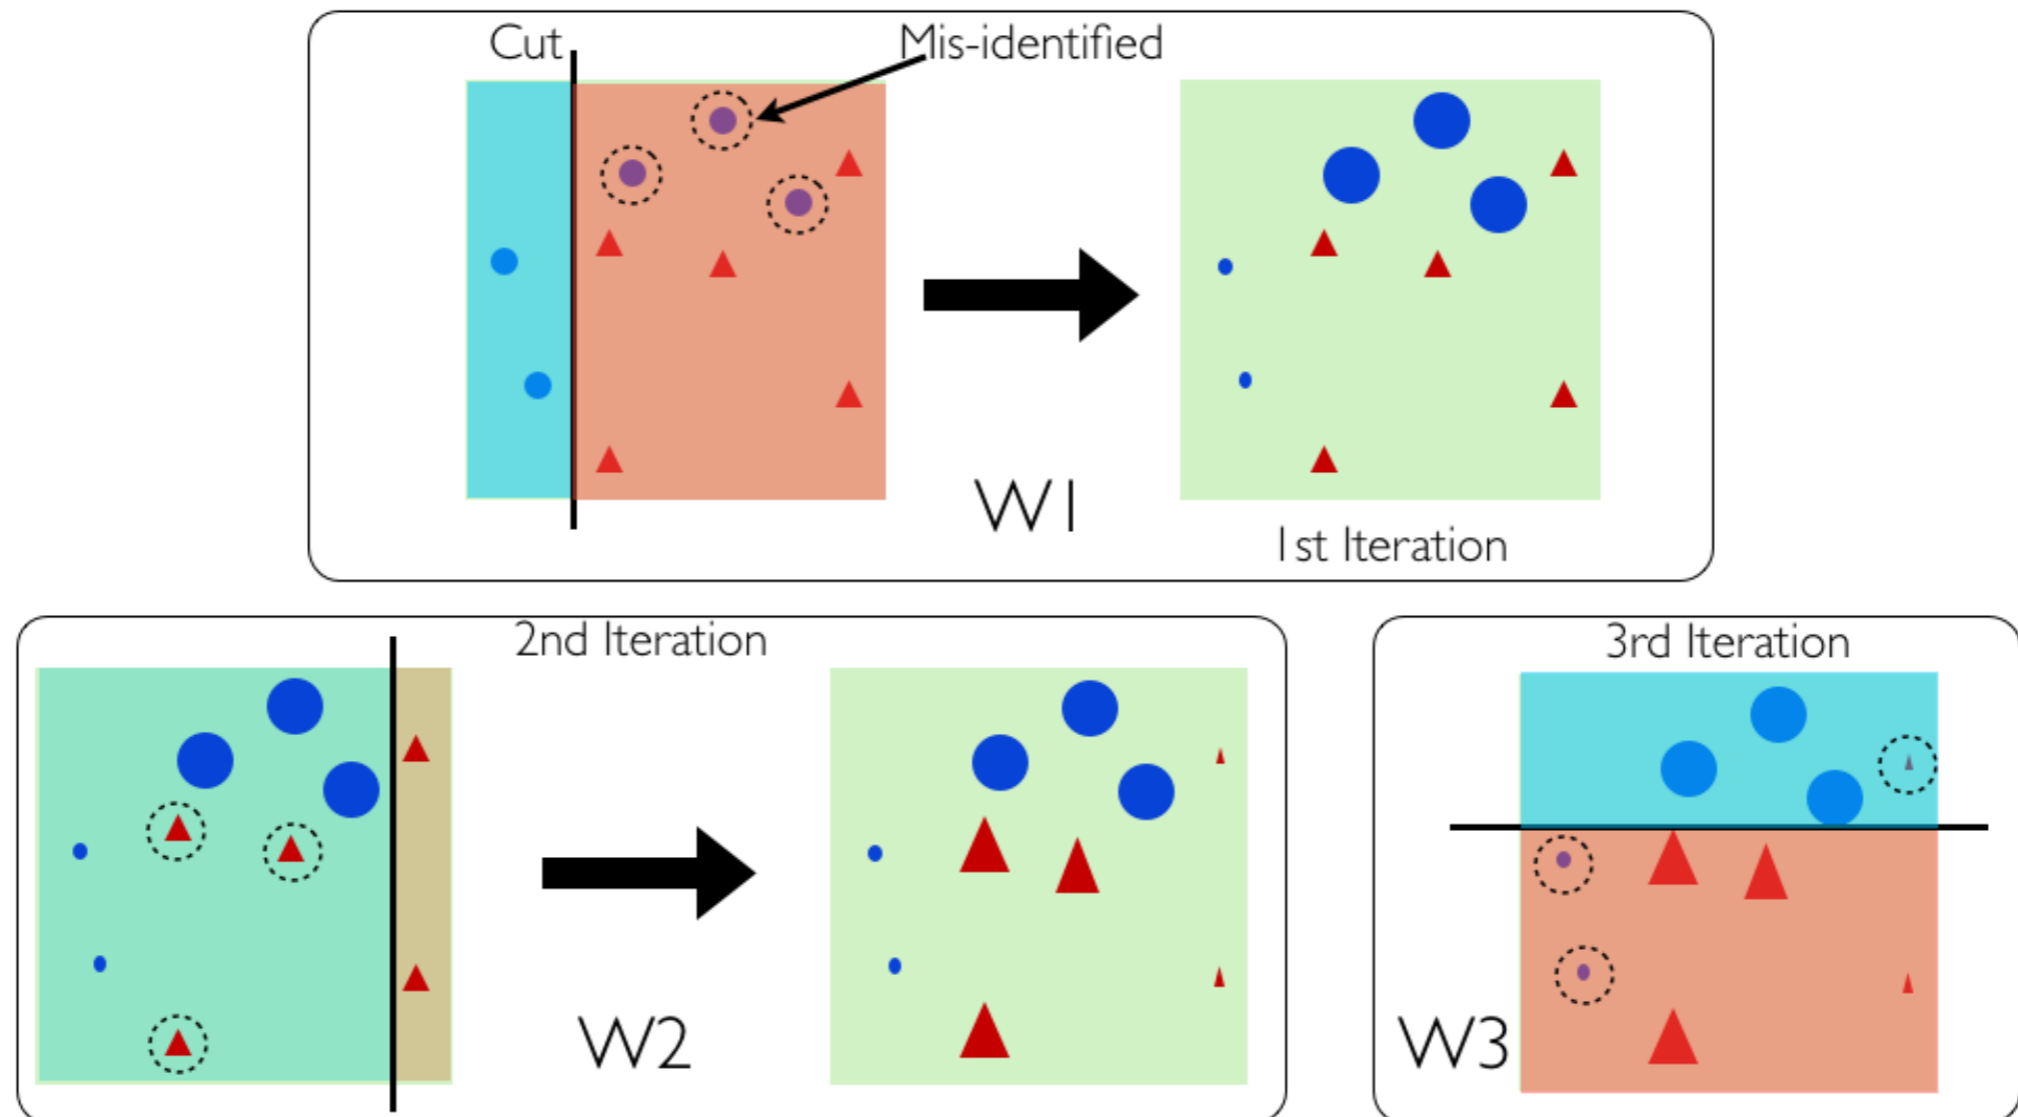 Cut
Mis-identified
W1
1st Iteration
2nd Iteration
W2
3rd Iteration
W3